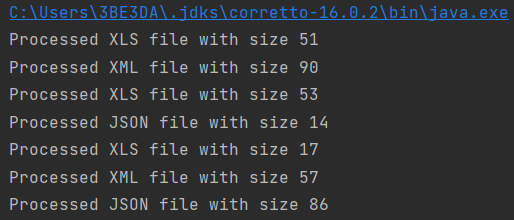 C:\Users\3BE3DA\.jdks\corretto-16.0.2\bin\java.exe
Processed XLS file with size 51
Processed XML file with size 90
Processed XLS file with size 53
Processed JSON file with size 14
Processed XLS file with size 17
Processed XML file with size 57
Processed JSON file with size 86